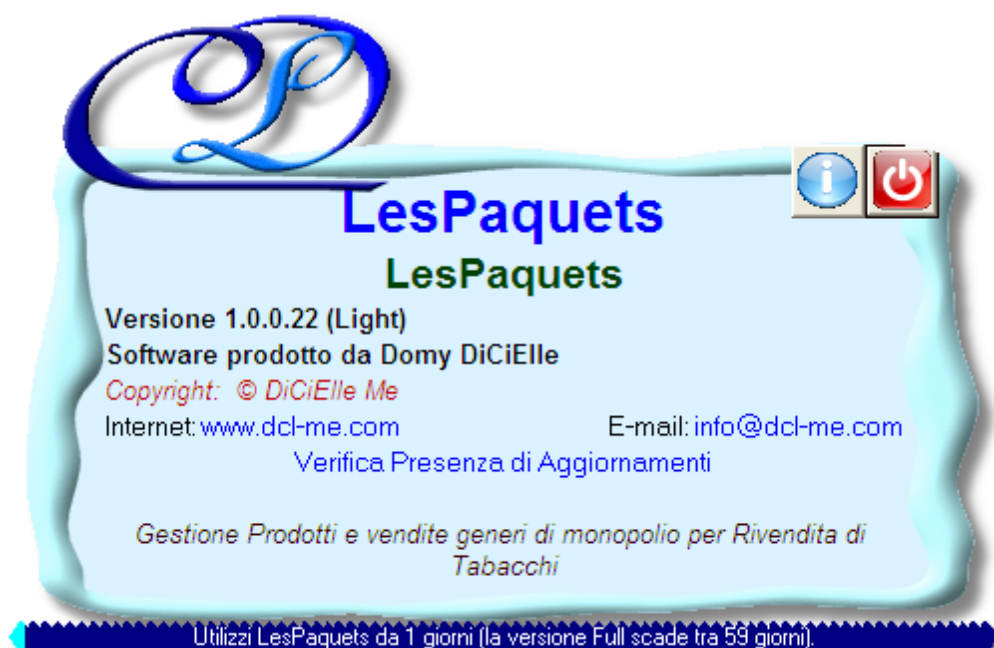 LesPaquets
LesPaquets
Versione 1.0.0.22 (Light)
Software prodotto da Domy DiCiElle
Copyright: © DiCiElle Me
Internet: www.dcl-me.com E-mail: info@dcl-me.com
Verifica Presenza di Aggiornamenti
Gestione Prodotti e vendite generi di monopolio per Rivendita di
Tabacchi
Utilizzi LesPaquets da 1 giorni (la versione Full scade tra 59 giorni).